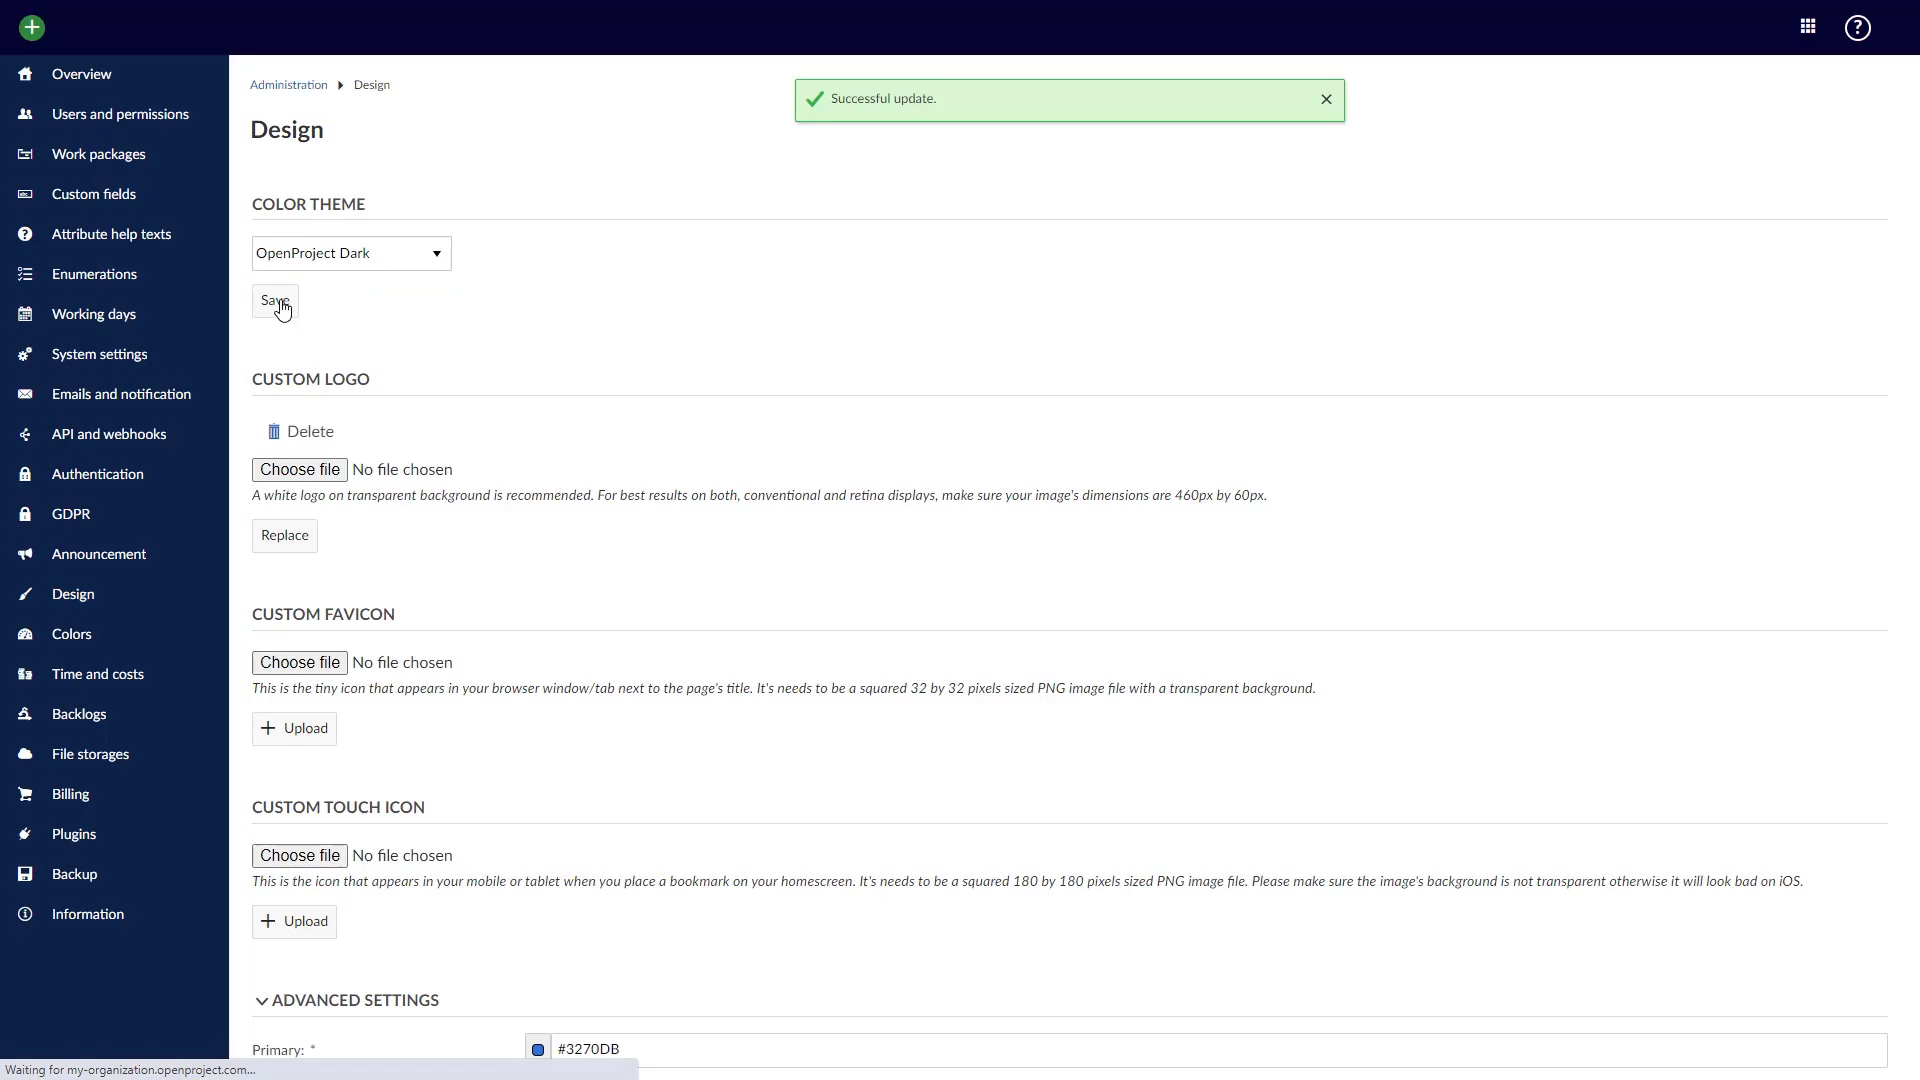 Overview
Users and permissions
Work packages
Custom fields
Attribute help texts
Enumerations
Working days
System settings
Emails and notification
API and webhooks
Authentication
GDPR
Announcement
Design
Colors
Time and costs
Backlogs
File storages
Billing
Plugins
Backup
Information
Administration Design
Successful update.
Design
COLOR THEME
OpenProject Dark
Save
CUSTOM LOGO
Delete
Choose file No file chosen
A white logo on transparent background is recommended. For best results on both, conventional and retina displays, make sure your image's dimensions are 460px by 60px.
Replace
CUSTOM FAVICON
Choose file No file chosen
This is the tiny icon that appears in your browser window/tab next to the page's title. It's needs to be a squared 32 by 32 pixels sized PNG image file with a transparent background.
Upload
CUSTOM TOUCH ICON
Choose file No file chosen
This is the icon that appears in your mobile or tablet when you place a bookmark on your homescreen. It's needs to be a squared 180 by 180 pixels sized PNG image file. Please make sure the image's background is not transparent otherwise it will look bad on iOS.
Upload
ADVANCED SETTINGS
Primary: * #3270DB
Waiting for my-organization.openproject.com...